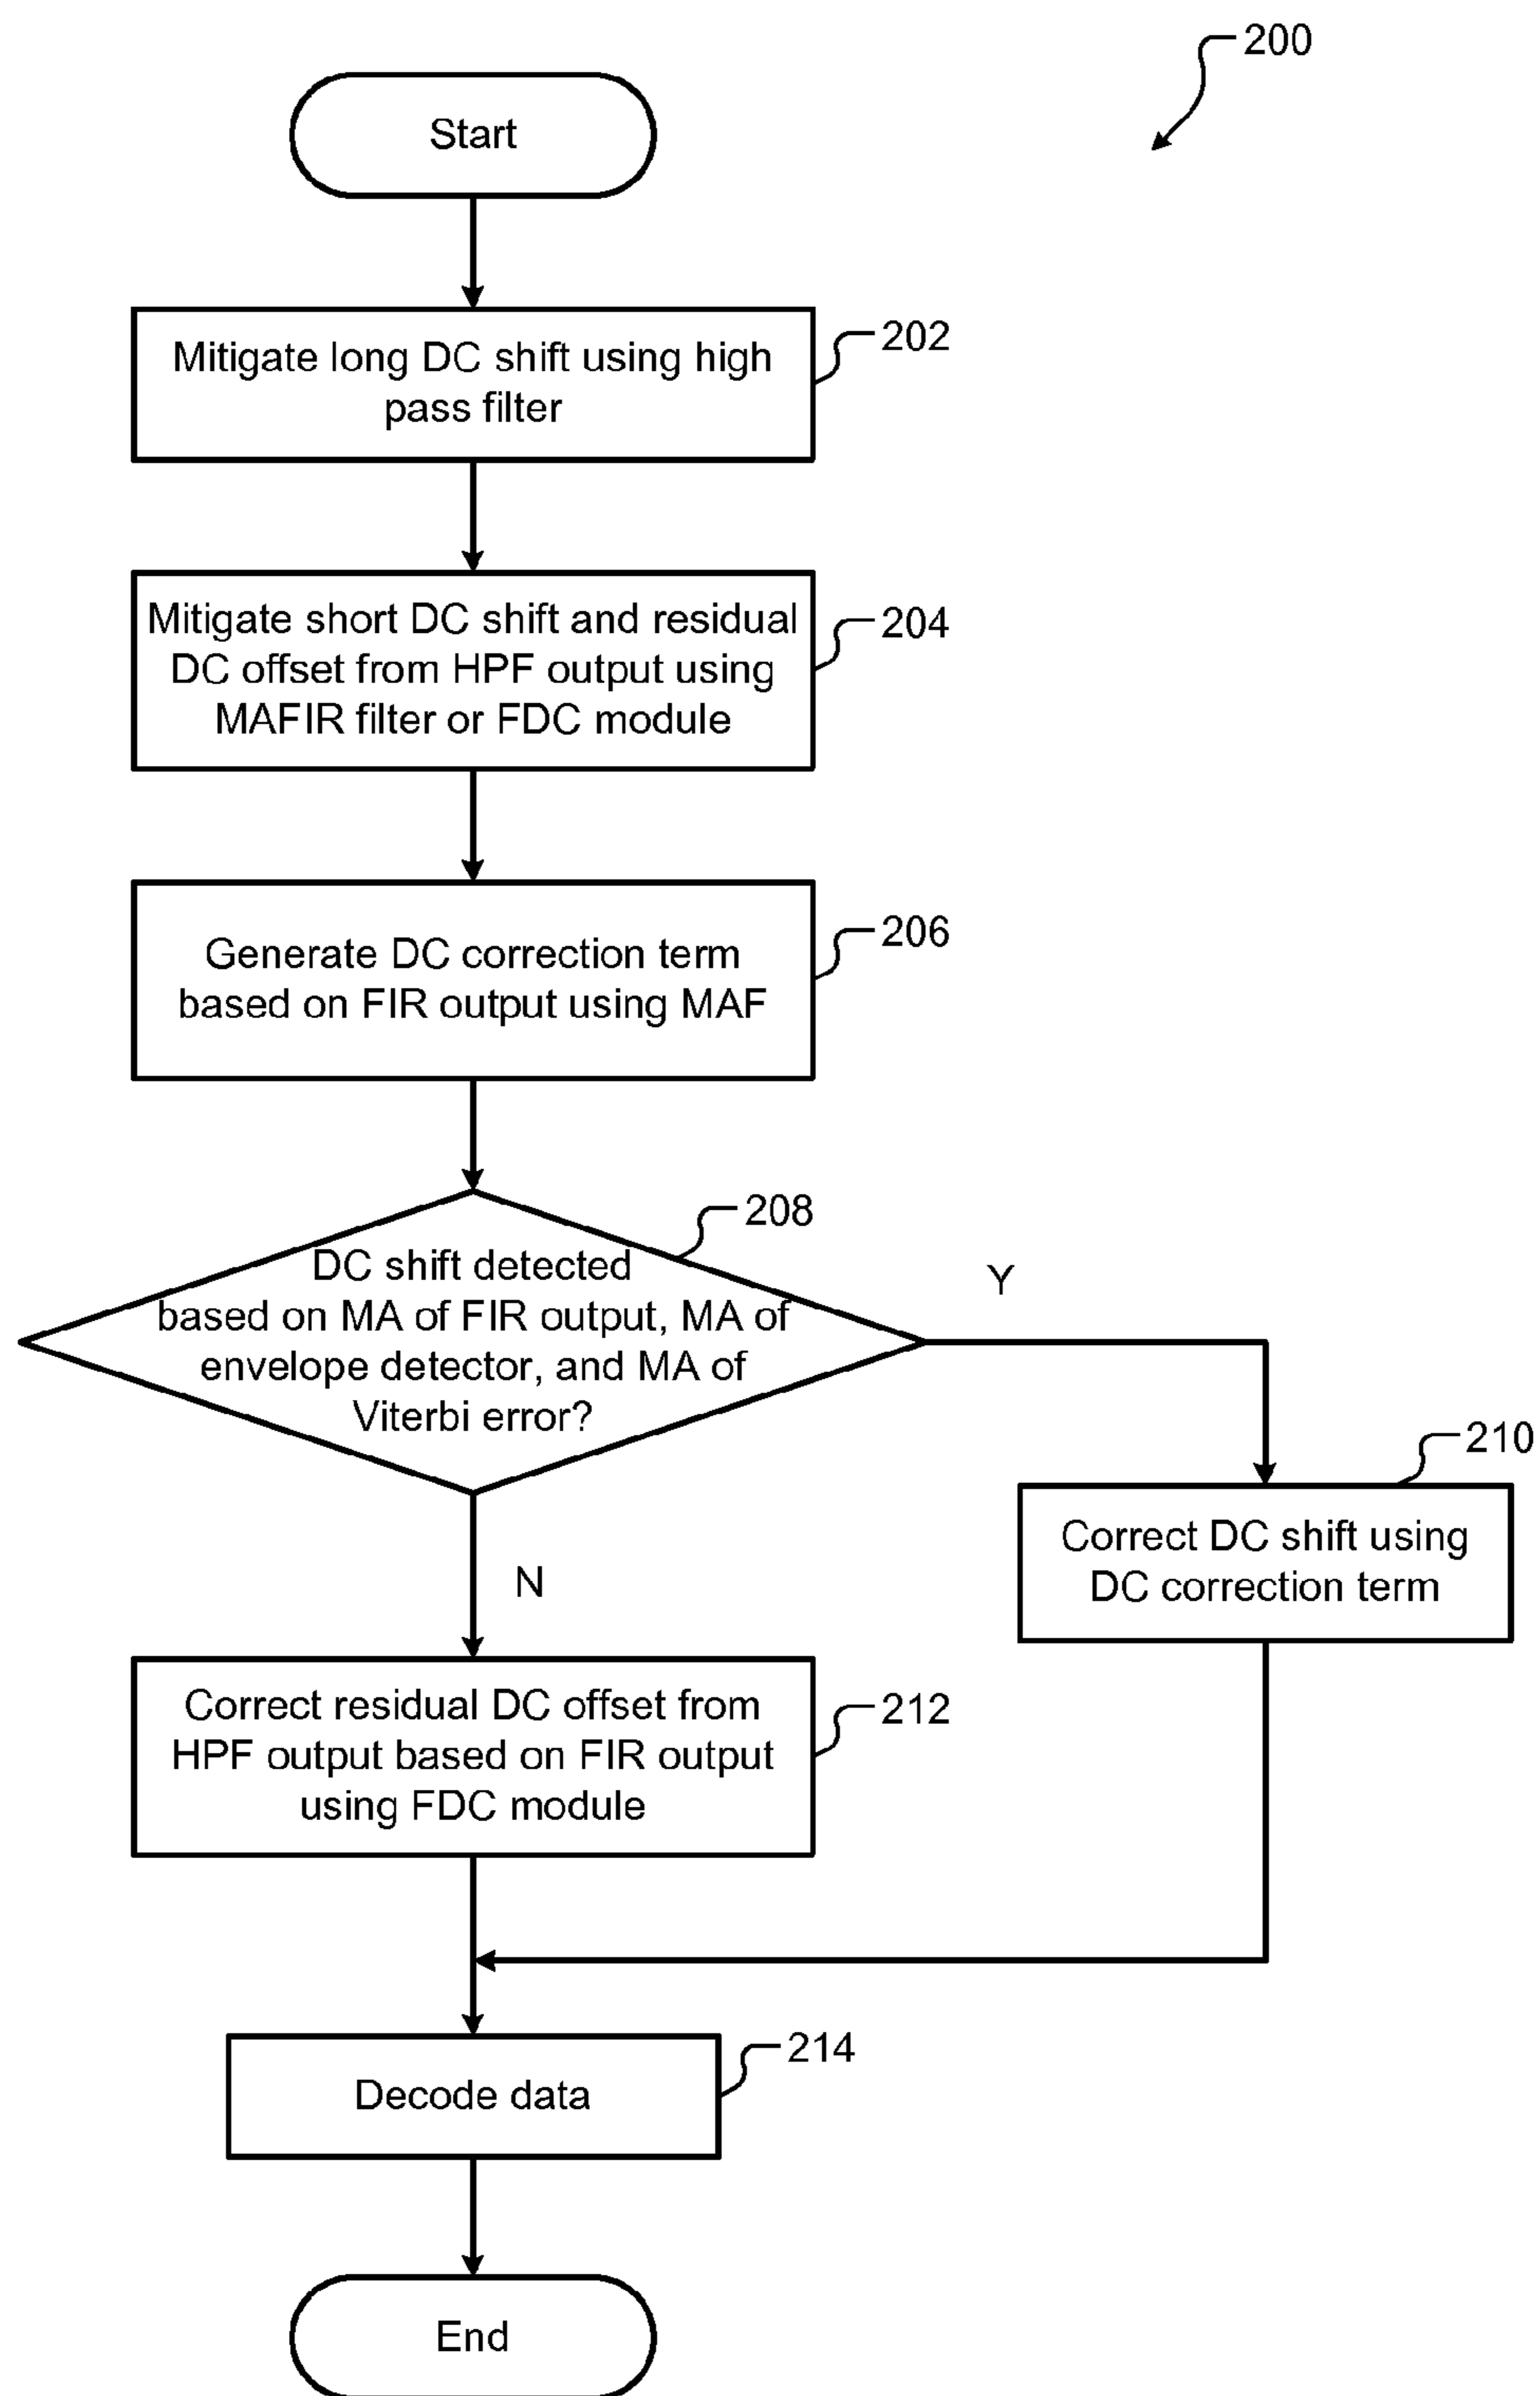 200
Start
Mitigate long DC shift using high
pass filter
202
Mitigate short DC shift and residual
DC offset from HPF output using
MAFIR filter or FDC module
204
Generate DC correction term
based on FIR output using MAF
206
208
DC shift detected
based on MA of FIR output, MA of
envelope detector, and MA of
Viterbi error?
Y
210
Correct DC shift using
DC correction term
N
Correct residual DC offset from
HPF output based on FIR output
using FDC module
212
Decode data
214
End